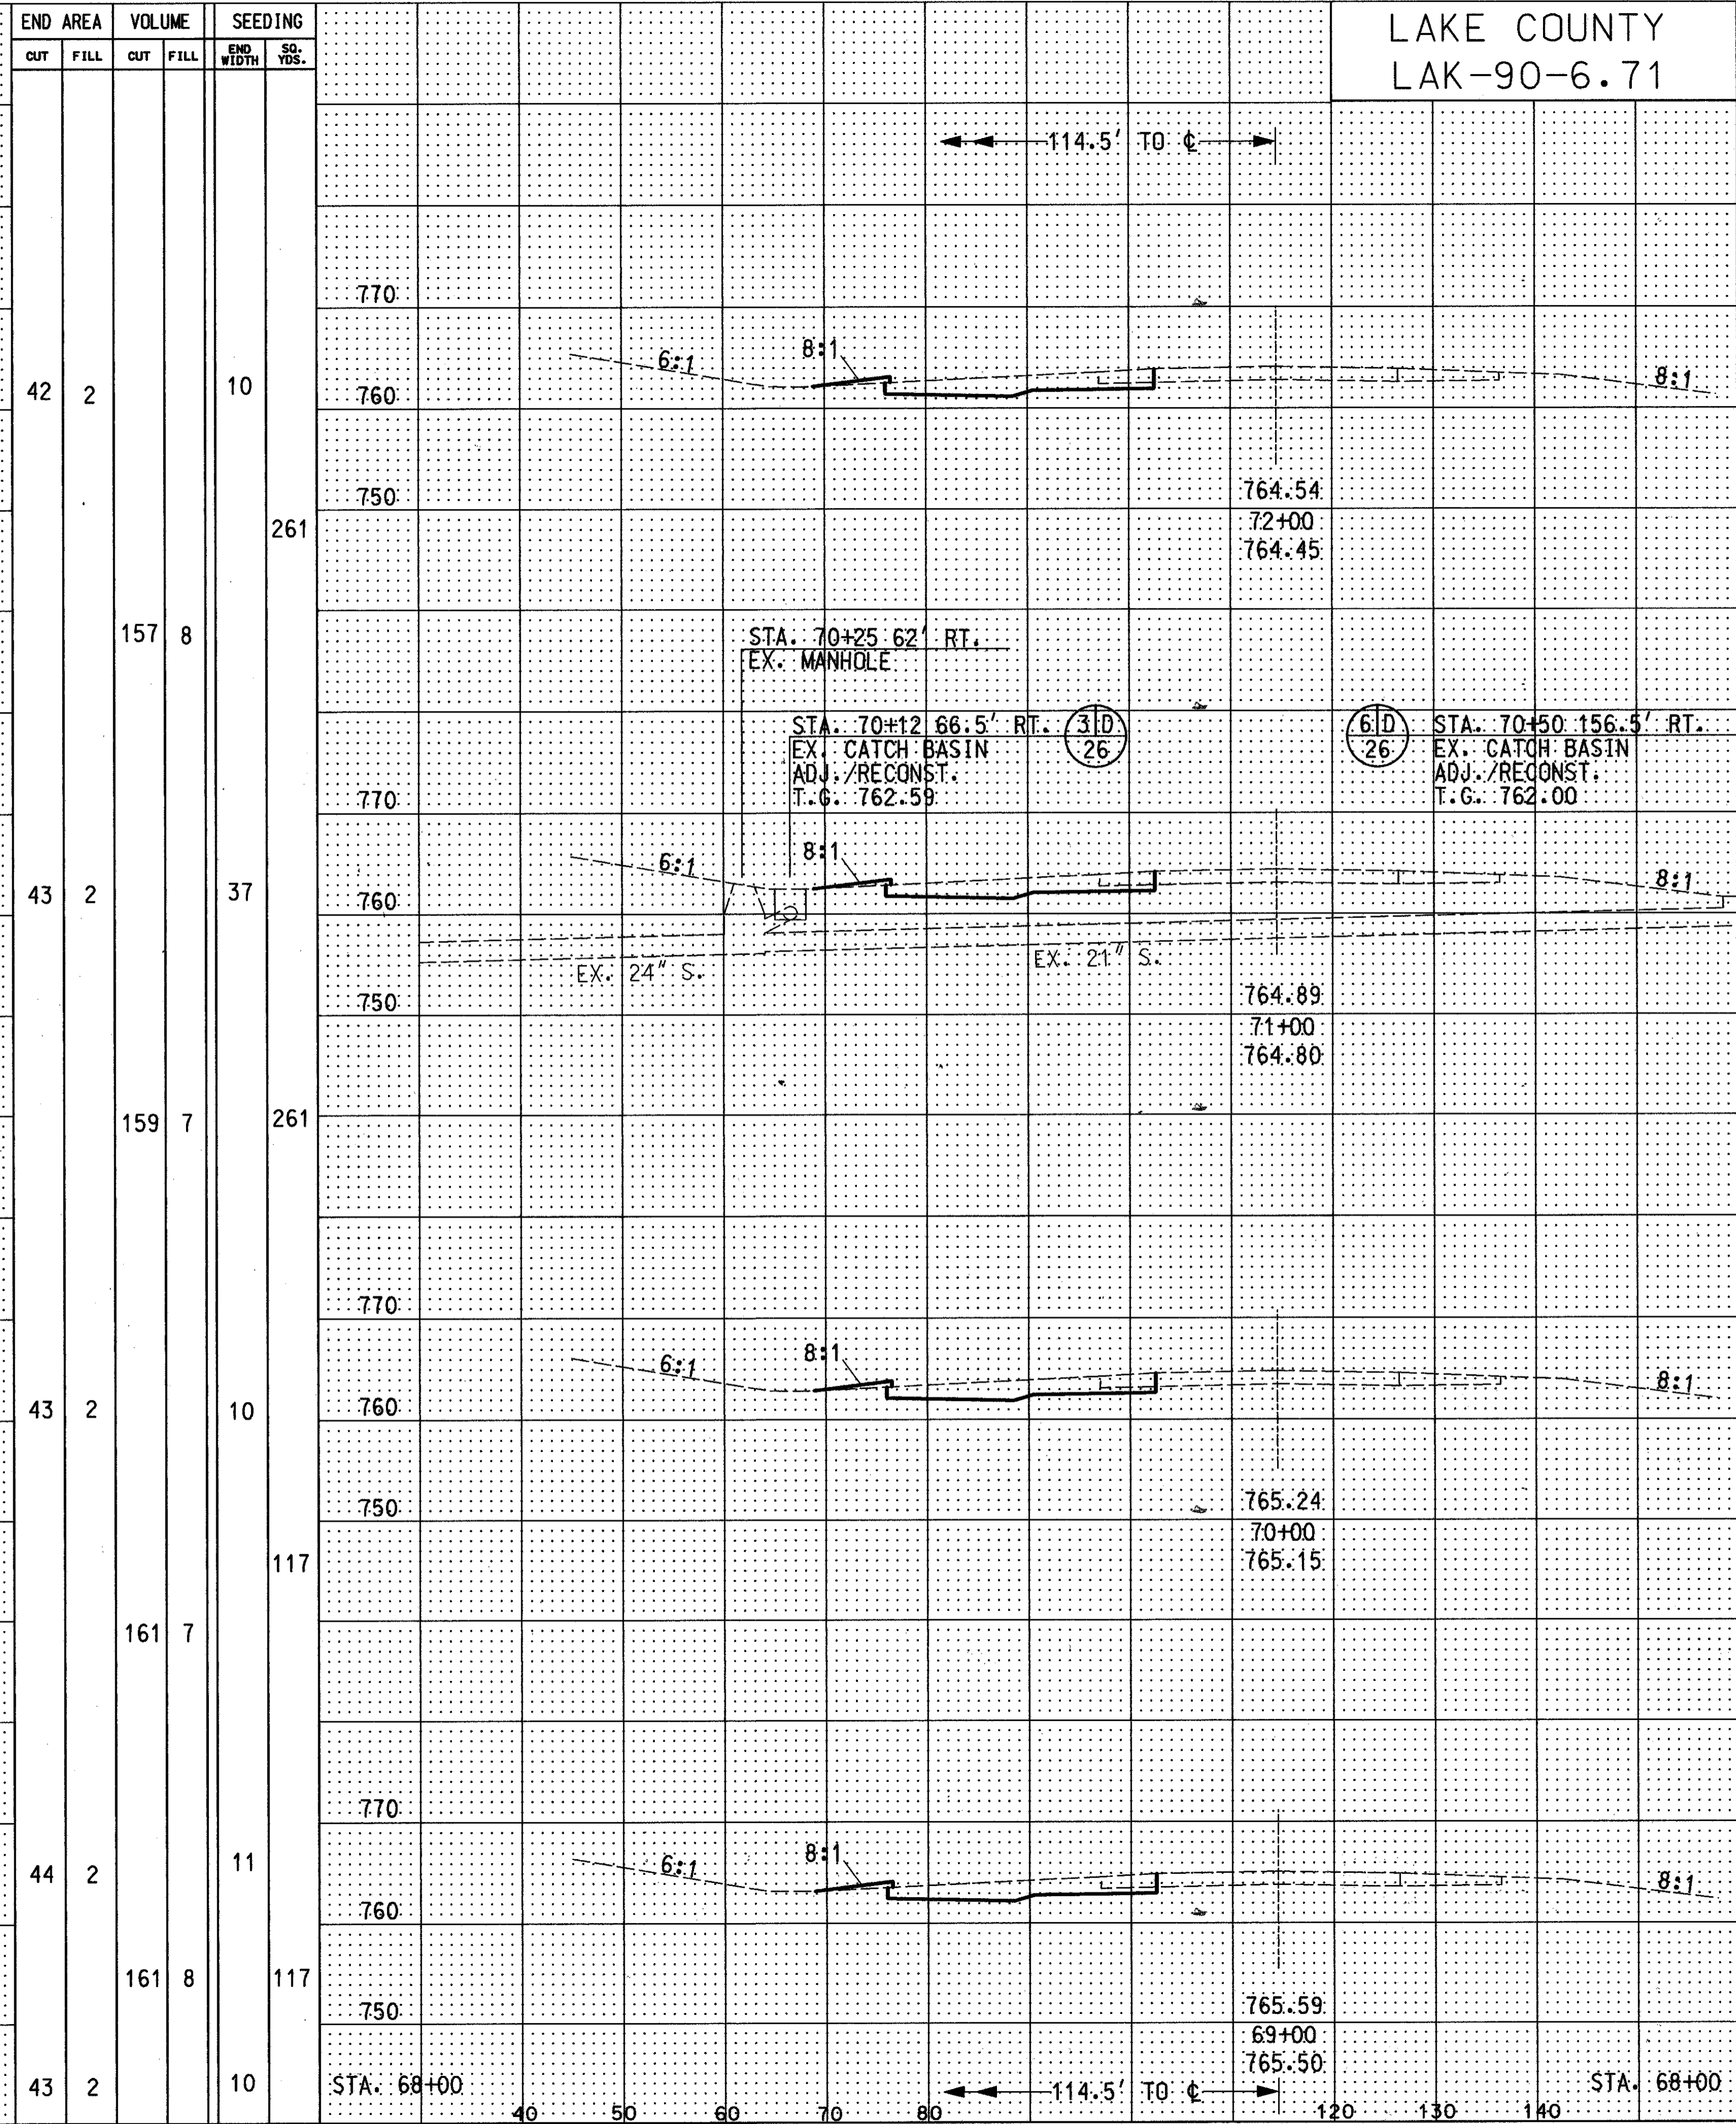 LAKE COUNTY
LAK-90-6.71
END AREA VOLUME SEEDING
CUT FILL CUT FILL END WIDTH SQ. YDS.
114.5' TO ℄
770
6:1 8:1 8:1
42 2 10
760
750
764.54
72+00
764.45
261
157 8
STA. 70+25 62' RT.
EX. MANHOLE
STA. 70+12 66.5' RT.
EX. CATCH BASIN
ADJ./RECONST.
T.G. 762.59
3 D
26
6 D
26
STA. 70+50 156.5' RT.
EX. CATCH BASIN
ADJ./RECONST.
T.G. 762.00
770
6:1 8:1 8:1
43 2 37
760
EX. 24" S.
EX. 21" S.
750
764.89
71+00
764.80
159 7 261
770
6:1 8:1 8:1
43 2 10
760
750
765.24
70+00
765.15
117
161 7
770
6:1 8:1 8:1
44 2 11
760
161 8 117
750
765.59
69+00
765.50
43 2 10
STA. 68+00
114.5' TO ℄
STA. 68+00
40 50 60 70 80 120 130 140